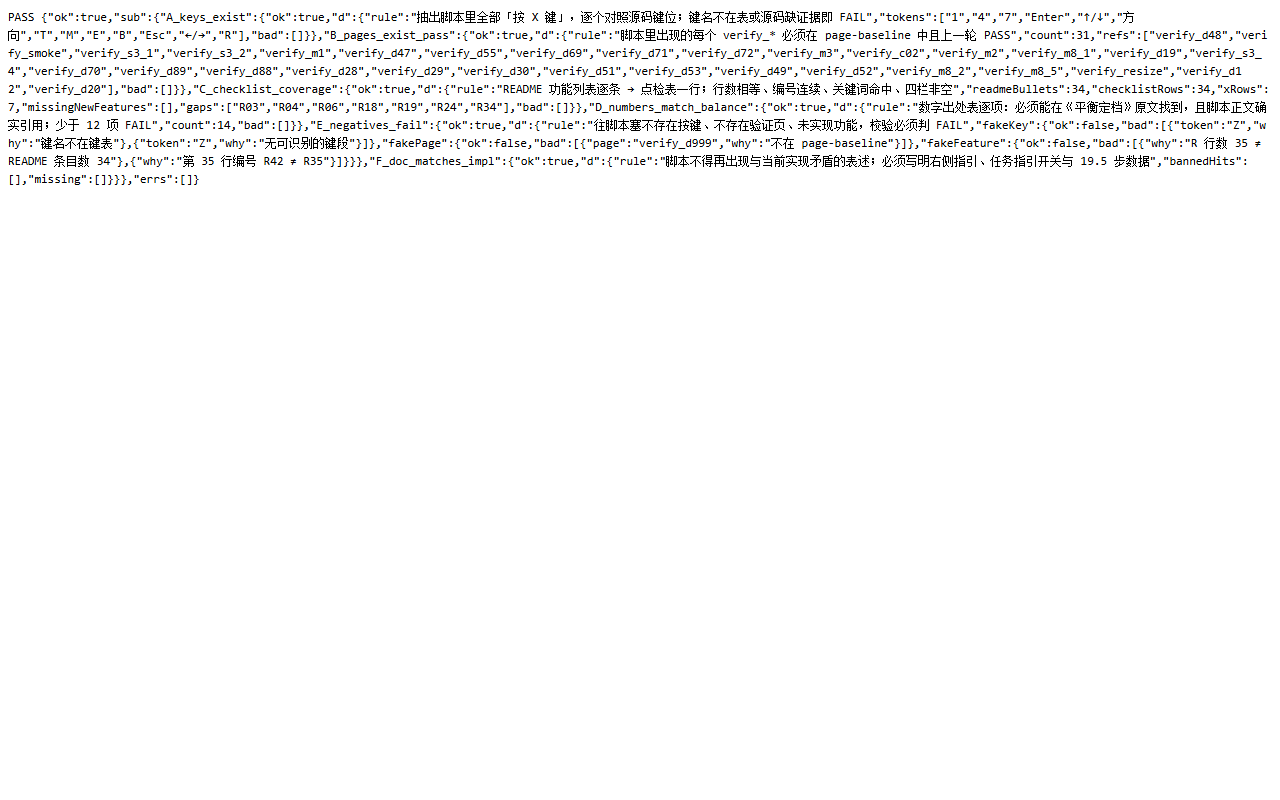 PASS {"ok":true,"sub":{"A_keys_exist":{"ok":true,"d":{"rule":"抽出脚本里全部「按 X 键」，逐个对照源码键位；键名不在表或源码缺证据即 FAIL","tokens":["1","4","7","Enter","↑/↓","方
向","T","M","E","B","Esc","←/→","R"],"bad":[]}},"B_pages_exist_pass":{"ok":true,"d":{"rule":"脚本里出现的每个 verify_* 必须在 page-baseline 中且上一轮 PASS","count":31,"refs":["verify_d48","veri
fy_smoke","verify_s3_1","verify_s3_2","verify_m1","verify_d47","verify_d55","verify_d69","verify_d71","verify_d72","verify_m3","verify_c02","verify_m2","verify_m8_1","verify_d19","verify_s3_
4","verify_d70","verify_d89","verify_d88","verify_d28","verify_d29","verify_d30","verify_d51","verify_d53","verify_d49","verify_d52","verify_m8_2","verify_m8_5","verify_resize","verify_d1
2","verify_d20"],"bad":[]}},"C_checklist_coverage":{"ok":true,"d":{"rule":"README 功能列表逐条 → 点检表一行；行数相等、编号连续、关键词命中、四栏非空","readmeBullets":34,"checklistRows":34,"xRows":
7,"missingNewFeatures":[],"gaps":["R03","R04","R06","R18","R19","R24","R34"],"bad":[]}},"D_numbers_match_balance":{"ok":true,"d":{"rule":"数字出处表逐项：必须能在《平衡定档》原文找到，且脚本正文确
实引用；少于 12 项 FAIL","count":14,"bad":[]}},"E_negatives_fail":{"ok":true,"d":{"rule":"往脚本塞不存在按键、不存在验证页、未实现功能，校验必须判 FAIL","fakeKey":{"ok":false,"bad":[{"token":"Z","w
hy":"键名不在键表"},{"token":"Z","why":"无可识别的键段"}]},"fakePage":{"ok":false,"bad":[{"page":"verify_d999","why":"不在 page-baseline"}]},"fakeFeature":{"ok":false,"bad":[{"why":"R 行数 35 ≠
README 条目数 34"},{"why":"第 35 行编号 R42 ≠ R35"}]}}},"F_doc_matches_impl":{"ok":true,"d":{"rule":"脚本不得再出现与当前实现矛盾的表述；必须写明右侧指引、任务指引开关与 19.5 步数据","bannedHits":
[],"missing":[]}}},"errs":[]}